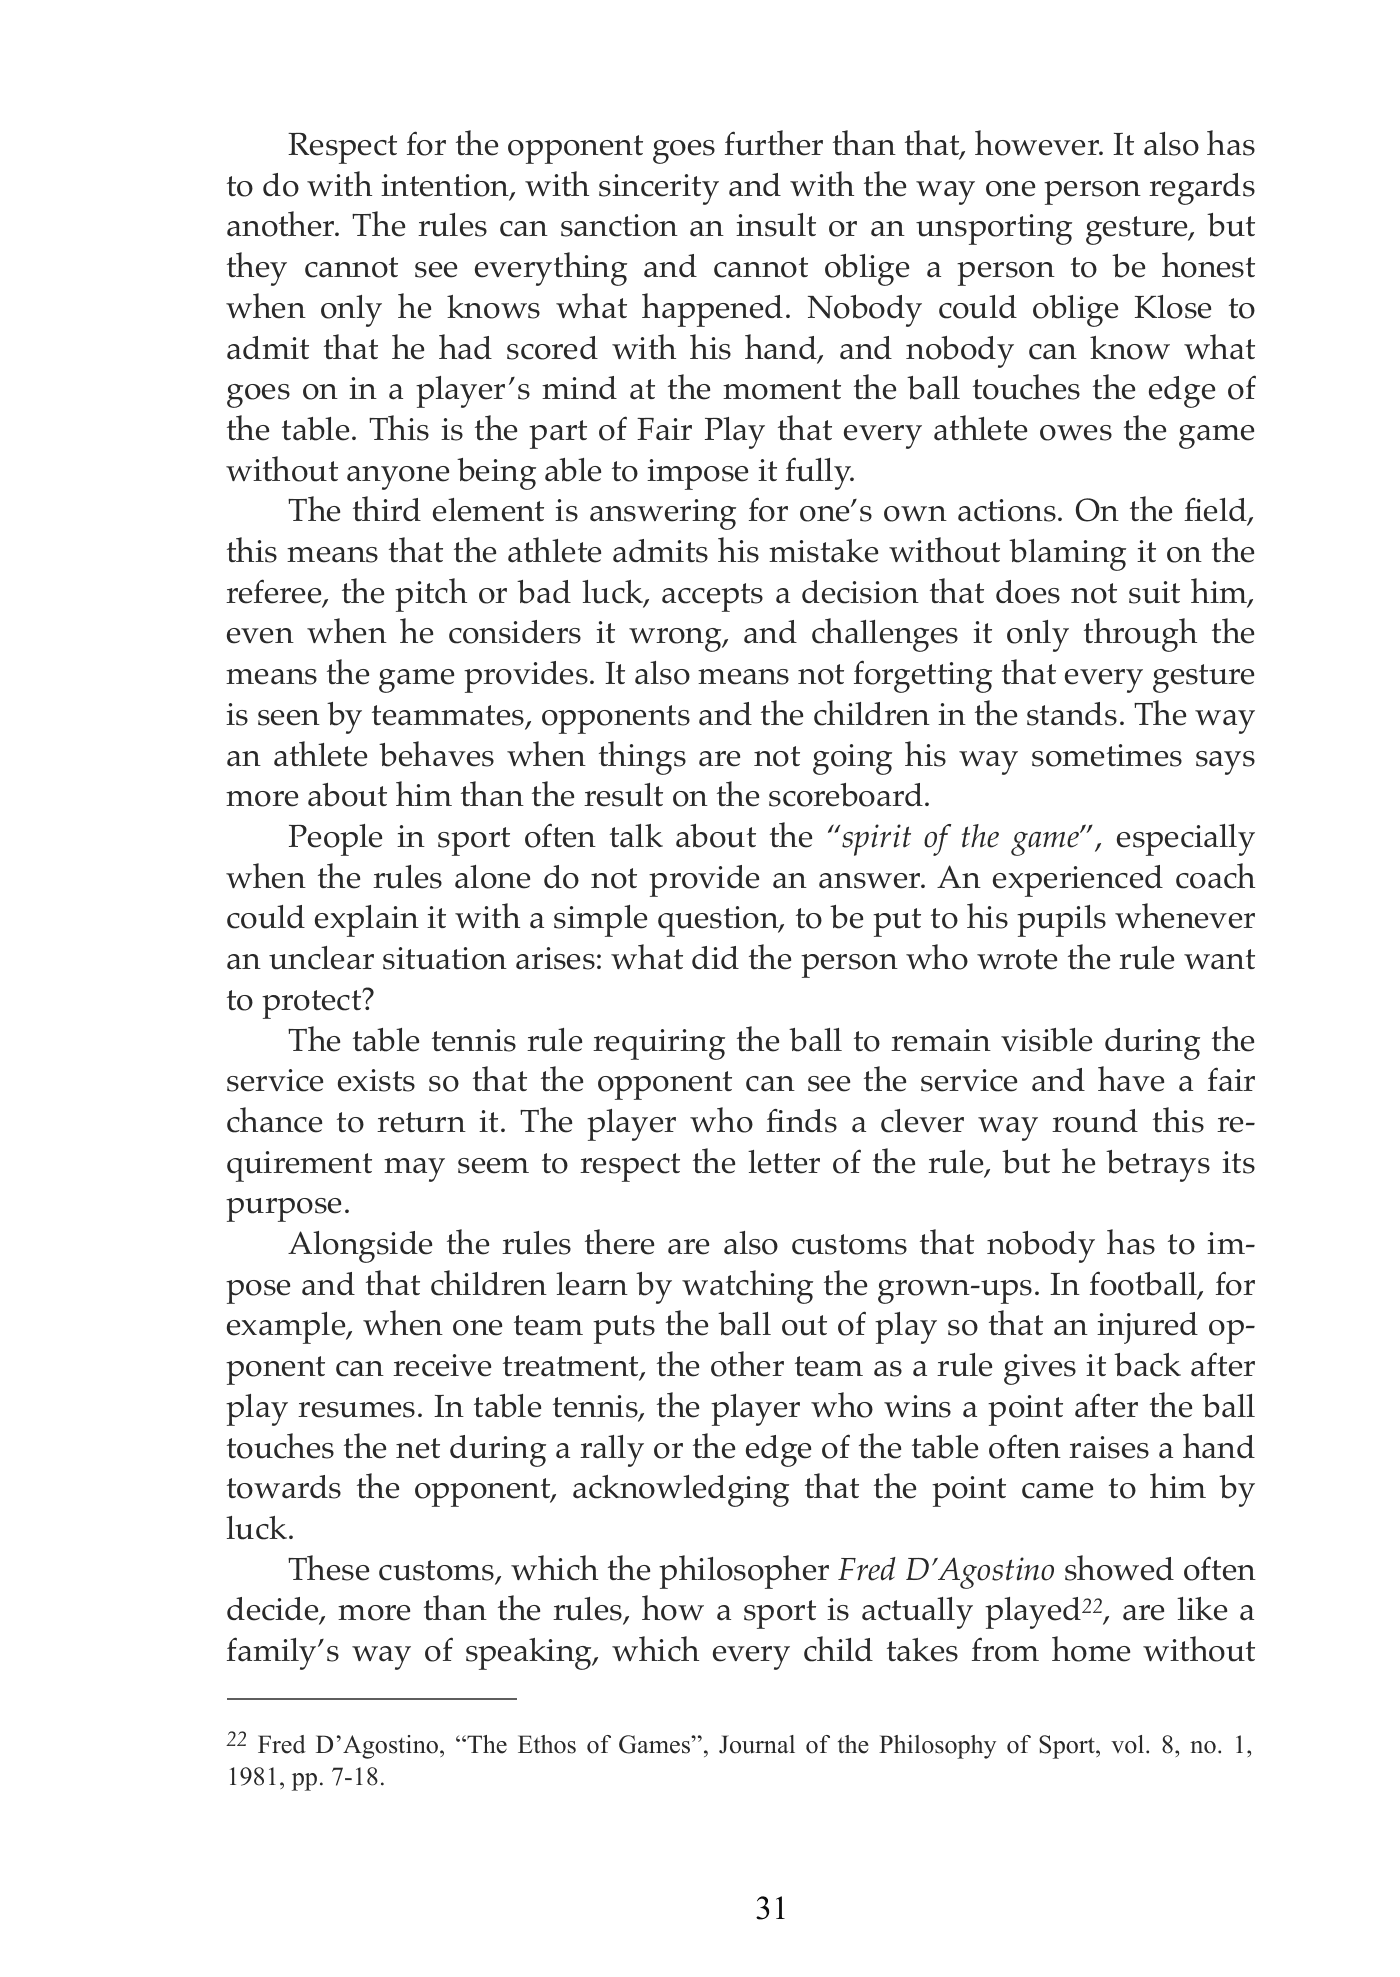 Respect for the opponent goes further than that, however. It also has
to do with intention, with sincerity and with the way one person regards
another. The rules can sanction an insult or an unsporting gesture, but
they cannot see everything and cannot oblige a person to be honest
when only he knows what happened. Nobody could oblige Klose to
admit that he had scored with his hand, and nobody can know what
goes on in a player’s mind at the moment the ball touches the edge of
the table. This is the part of Fair Play that every athlete owes the game
without anyone being able to impose it fully.
The third element is answering for one’s own actions. On the field,
this means that the athlete admits his mistake without blaming it on the
referee, the pitch or bad luck, accepts a decision that does not suit him,
even when he considers it wrong, and challenges it only through the
means the game provides. It also means not forgetting that every gesture
is seen by teammates, opponents and the children in the stands. The way
an athlete behaves when things are not going his way sometimes says
more about him than the result on the scoreboard.
People in sport often talk about the “spirit of the game”, especially
when the rules alone do not provide an answer. An experienced coach
could explain it with a simple question, to be put to his pupils whenever
an unclear situation arises: what did the person who wrote the rule want
to protect?
The table tennis rule requiring the ball to remain visible during the
service exists so that the opponent can see the service and have a fair
chance to return it. The player who finds a clever way round this re-
quirement may seem to respect the letter of the rule, but he betrays its
purpose.
Alongside the rules there are also customs that nobody has to im-
pose and that children learn by watching the grown-ups. In football, for
example, when one team puts the ball out of play so that an injured op-
ponent can receive treatment, the other team as a rule gives it back after
play resumes. In table tennis, the player who wins a point after the ball
touches the net during a rally or the edge of the table often raises a hand
towards the opponent, acknowledging that the point came to him by
luck.
These customs, which the philosopher Fred D’Agostino showed often
decide, more than the rules, how a sport is actually played22, are like a
family’s way of speaking, which every child takes from home without
22 Fred D’Agostino, “The Ethos of Games”, Journal of the Philosophy of Sport, vol. 8, no. 1,
1981, pp. 7-18.
31